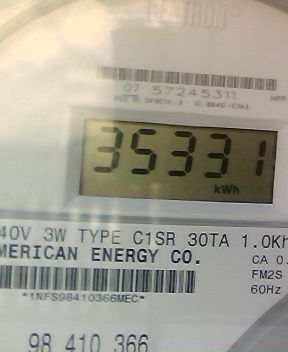 07 57245311
35331
kWh
40V 3W TYPE C1SR 30TA 1.0Kh
MERICAN ENERGY CO.
CA 0.
FM2S
*1NFS98410366MEC*
60Hz
98 410 366